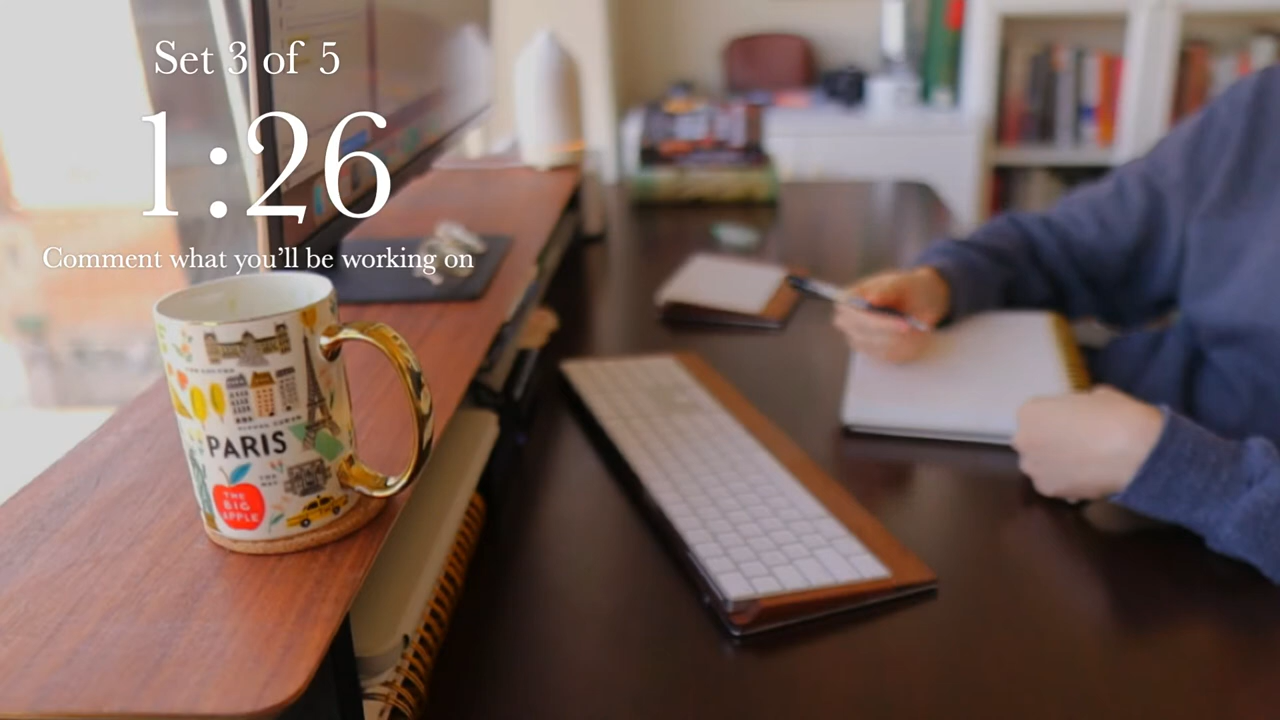 Set 3 of 5
1:26
Comment what you’ll be working on
PARIS
THE
BIG
APPLE